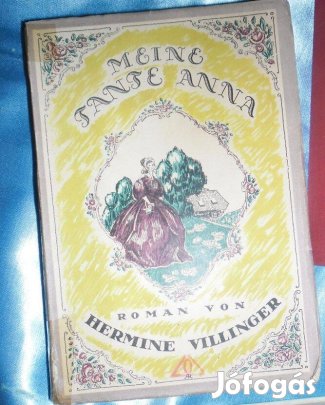 MEINE
TANTE ANNA
ROMAN VON
HERMINE VILLINGER
Jófogás